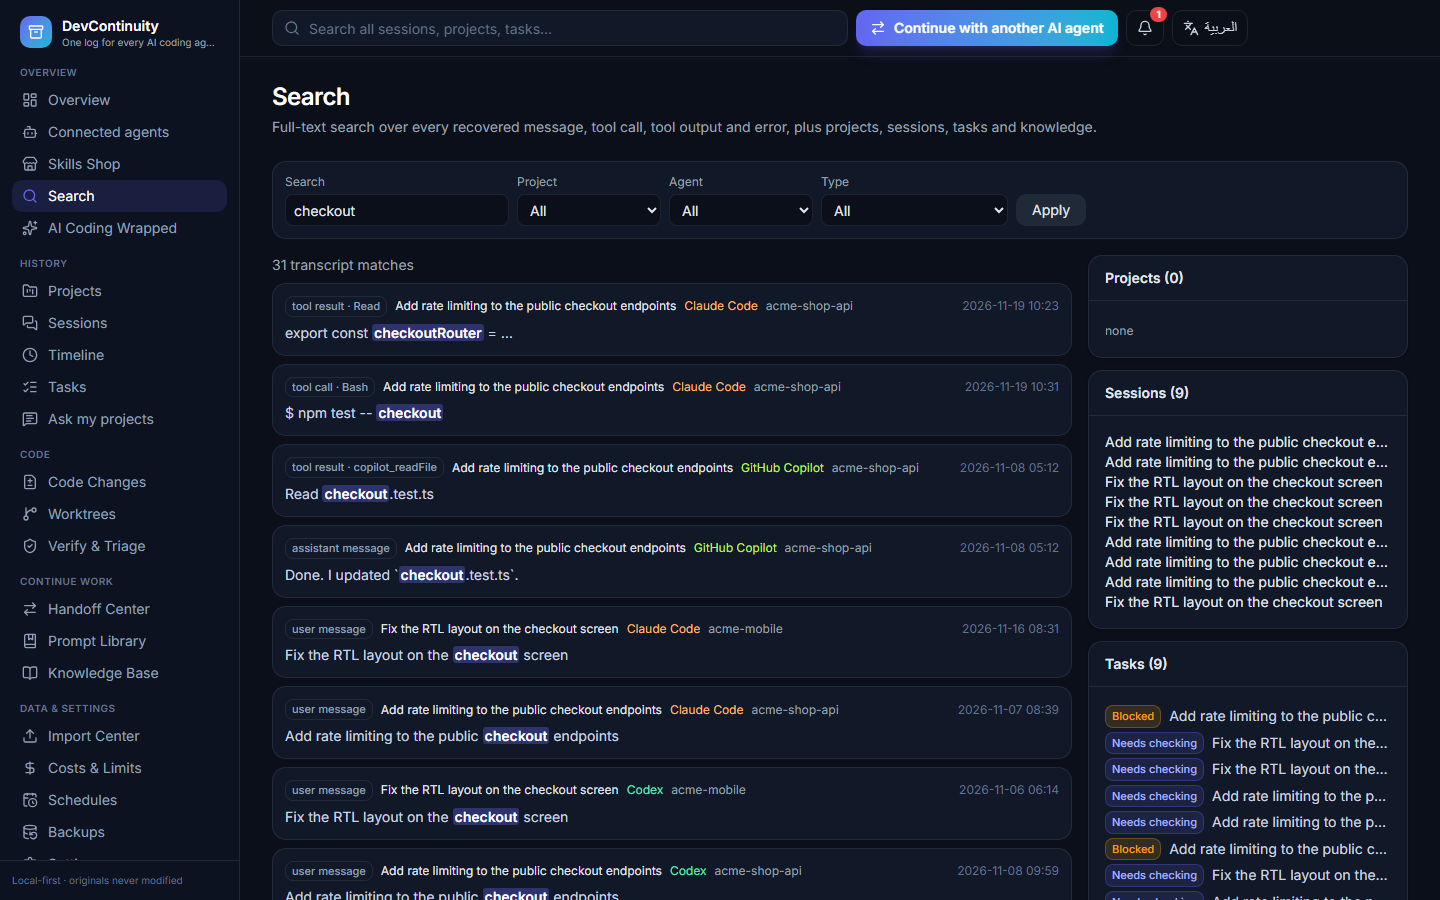 DevContinuity
One log for every AI coding ag...
OVERVIEW
Overview
Connected agents
Skills Shop
Search
AI Coding Wrapped
HISTORY
Projects
Sessions
Timeline
Tasks
Ask my projects
CODE
Code Changes
Worktrees
Verify & Triage
CONTINUE WORK
Handoff Center
Prompt Library
Knowledge Base
DATA & SETTINGS
Import Center
Costs & Limits
Schedules
Backups
Local-first · originals never modified
Search all sessions, projects, tasks...
Continue with another AI agent
1
العربية
Search
Full-text search over every recovered message, tool call, tool output and error, plus projects, sessions, tasks and knowledge.
Search Project Agent Type
checkout All All All Apply
31 transcript matches
tool result · Read Add rate limiting to the public checkout endpoints Claude Code acme-shop-api 2026-11-19 10:23
export const checkoutRouter = ...
tool call · Bash Add rate limiting to the public checkout endpoints Claude Code acme-shop-api 2026-11-19 10:31
$ npm test -- checkout
tool result · copilot_readFile Add rate limiting to the public checkout endpoints GitHub Copilot acme-shop-api 2026-11-08 05:12
Read checkout.test.ts
assistant message Add rate limiting to the public checkout endpoints GitHub Copilot acme-shop-api 2026-11-08 05:12
Done. I updated `checkout.test.ts`.
user message Fix the RTL layout on the checkout screen Claude Code acme-mobile 2026-11-16 08:31
Fix the RTL layout on the checkout screen
user message Add rate limiting to the public checkout endpoints Claude Code acme-shop-api 2026-11-07 08:39
Add rate limiting to the public checkout endpoints
user message Fix the RTL layout on the checkout screen Codex acme-mobile 2026-11-06 06:14
Fix the RTL layout on the checkout screen
user message Add rate limiting to the public checkout endpoints Codex acme-shop-api 2026-11-08 09:59
Add rate limiting to the public checkout endpoints
Projects (0)
none
Sessions (9)
Add rate limiting to the public checkout e...
Add rate limiting to the public checkout e...
Fix the RTL layout on the checkout screen
Fix the RTL layout on the checkout screen
Fix the RTL layout on the checkout screen
Add rate limiting to the public checkout e...
Add rate limiting to the public checkout e...
Add rate limiting to the public checkout e...
Fix the RTL layout on the checkout screen
Tasks (9)
Blocked Add rate limiting to the public c...
Needs checking Fix the RTL layout on the...
Needs checking Fix the RTL layout on the...
Needs checking Add rate limiting to the p...
Needs checking Add rate limiting to the p...
Blocked Add rate limiting to the public c...
Needs checking Fix the RTL layout on the...